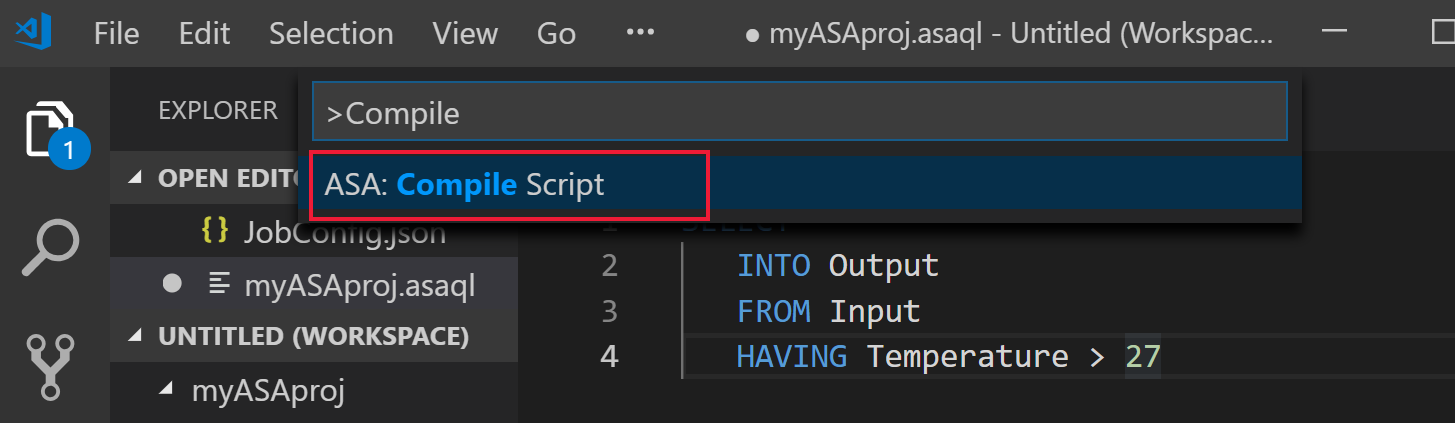 File Edit Selection View Go ··· ● myASAproj.asaql - Untitled (Workspac...
EXPLORER
>Compile
1
ASA: Compile Script
OPEN EDITO
{ } JobConfig.json
1 SELECT
myASAproj.asaql
2 INTO Output
3 FROM Input
UNTITLED (WORKSPACE)
4 HAVING Temperature > 27
myASAproj